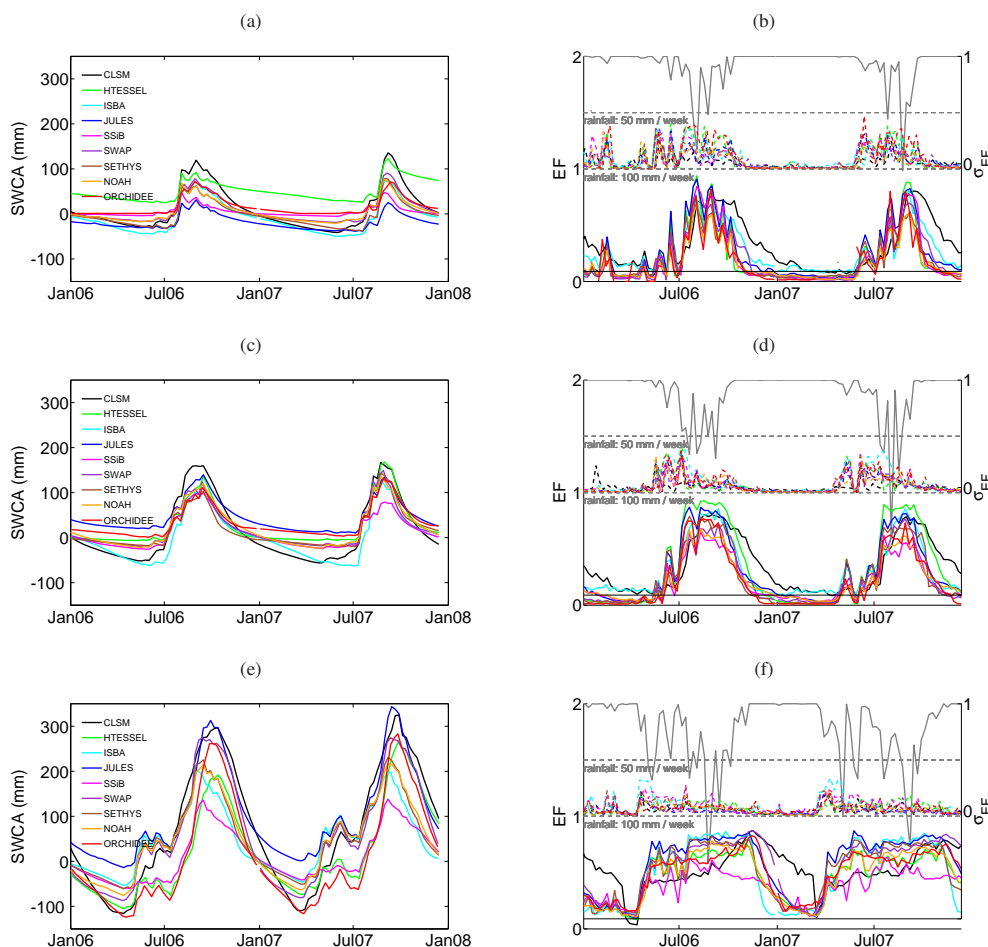 (a)
(b)
SWCA (mm)
300
200
100
0
-100
Jan06
Jul06
Jan07
Jul07
Jan08
CLSM
HTESSEL
ISBA
JULES
SSiB
SWAP
SETHYS
NOAH
ORCHIDEE
EF
2
1
0
1
0
σEF
rainfall: 50 mm / week
rainfall: 100 mm / week
Jul06
Jan07
Jul07
(c)
(d)
SWCA (mm)
300
200
100
0
-100
Jan06
Jul06
Jan07
Jul07
Jan08
CLSM
HTESSEL
ISBA
JULES
SSiB
SWAP
SETHYS
NOAH
ORCHIDEE
EF
2
1
0
1
0
σEF
rainfall: 50 mm / week
rainfall: 100 mm / week
Jul06
Jan07
Jul07
(e)
(f)
SWCA (mm)
300
200
100
0
-100
Jan06
Jul06
Jan07
Jul07
Jan08
CLSM
HTESSEL
ISBA
JULES
SSiB
SWAP
SETHYS
NOAH
ORCHIDEE
EF
2
1
0
1
0
σEF
rainfall: 50 mm / week
rainfall: 100 mm / week
Jul06
Jan07
Jul07